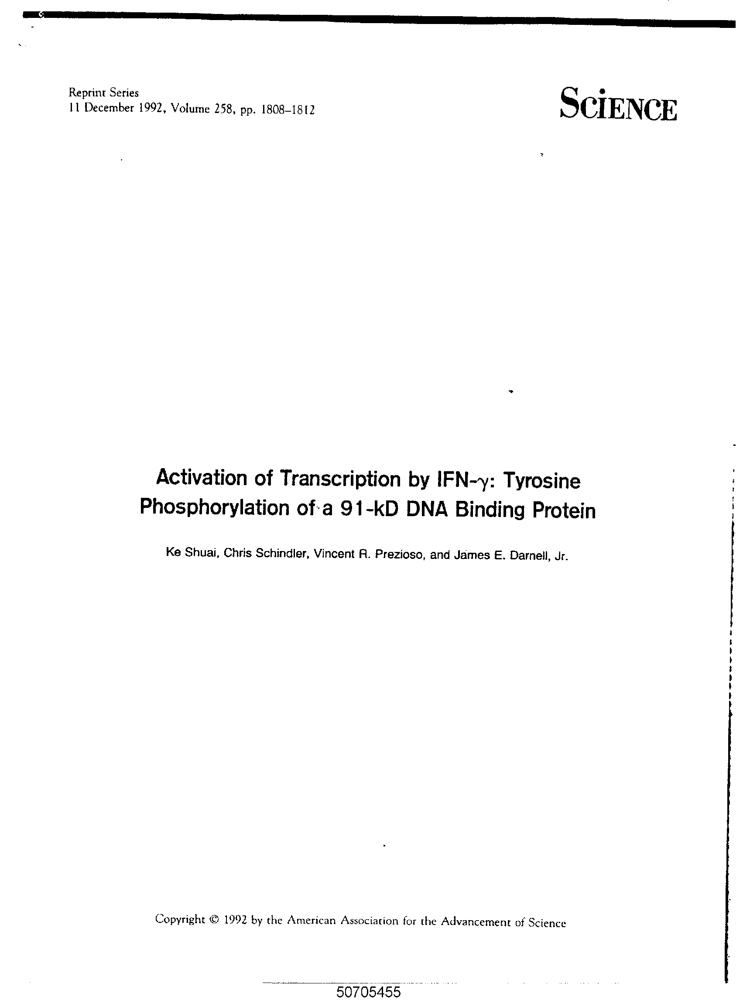 Reprint Series
11 December 1992, Volume 258, pp. 1808–1812
SCiENCE
Activation of Transcription by IFN-γ: Tyrosine
Phosphorylation of a 91-kD DNA Binding Protein
Ke Shuai, Chris Schindler, Vincent R. Prezioso, and James E. Darnell, Jr.
Copyright © 1992 by the American Association for the Advancement of Science
50705455